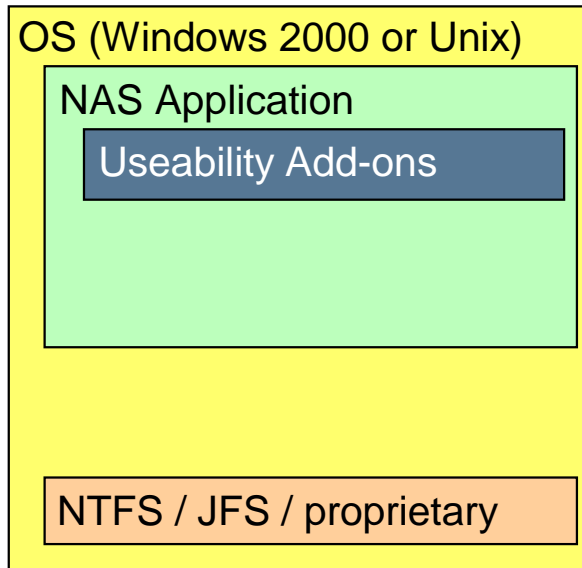 OS (Windows 2000 or Unix)
NAS Application
Useability Add-ons
NTFS / JFS / proprietary